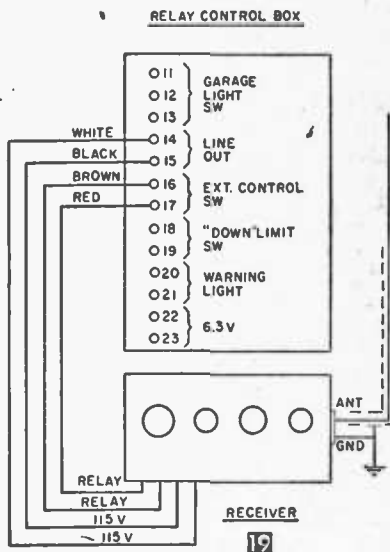 RELAY CONTROL BOX
11
12
13
GARAGE
LIGHT
SW
WHITE
14
BLACK
15
LINE
OUT
BROWN
16
RED
17
EXT. CONTROL
SW
18
19
"DOWN" LIMIT
SW
20
21
WARNING
LIGHT
22
23
6.3 V
ANT
GND
RELAY
RELAY
115 V
115 V
RECEIVER
19